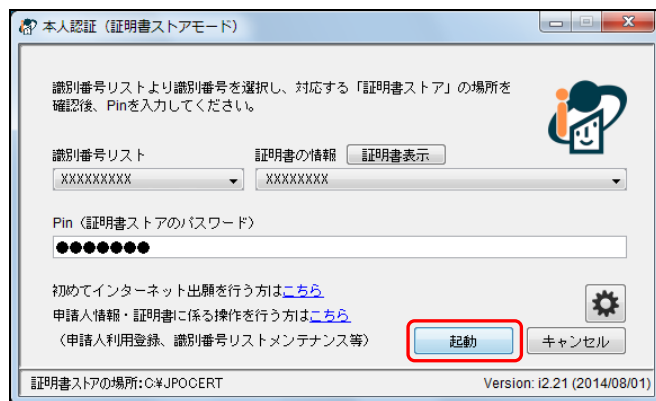 本人認証（証明書ストアモード）
識別番号リストより識別番号を選択し、対応する「証明書ストア」の場所を
確認後、Pinを入力してください。
識別番号リスト 証明書の情報 証明書表示
XXXXXXXXX XXXXXXXX
Pin（証明書ストアのパスワード）
●●●●●●●
初めてインターネット出願を行う方はこちら
申請人情報・証明書に係る操作を行う方はこちら
（申請人利用登録、識別番号リストメンテナンス等） 起動 キャンセル
証明書ストアの場所:C:¥JPOCERT Version: i2.21 (2014/08/01)